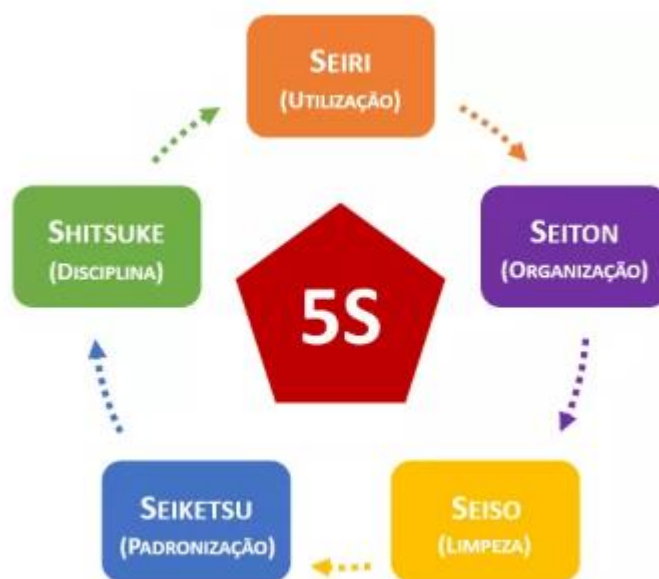 SEIRI
(UTILIZAÇÃO)
SHITSUKE
(DISCIPLINA)
SEITON
(ORGANIZAÇÃO)
5S
SEIKETSU
(PADRONIZAÇÃO)
SEISO
(LIMPEZA)